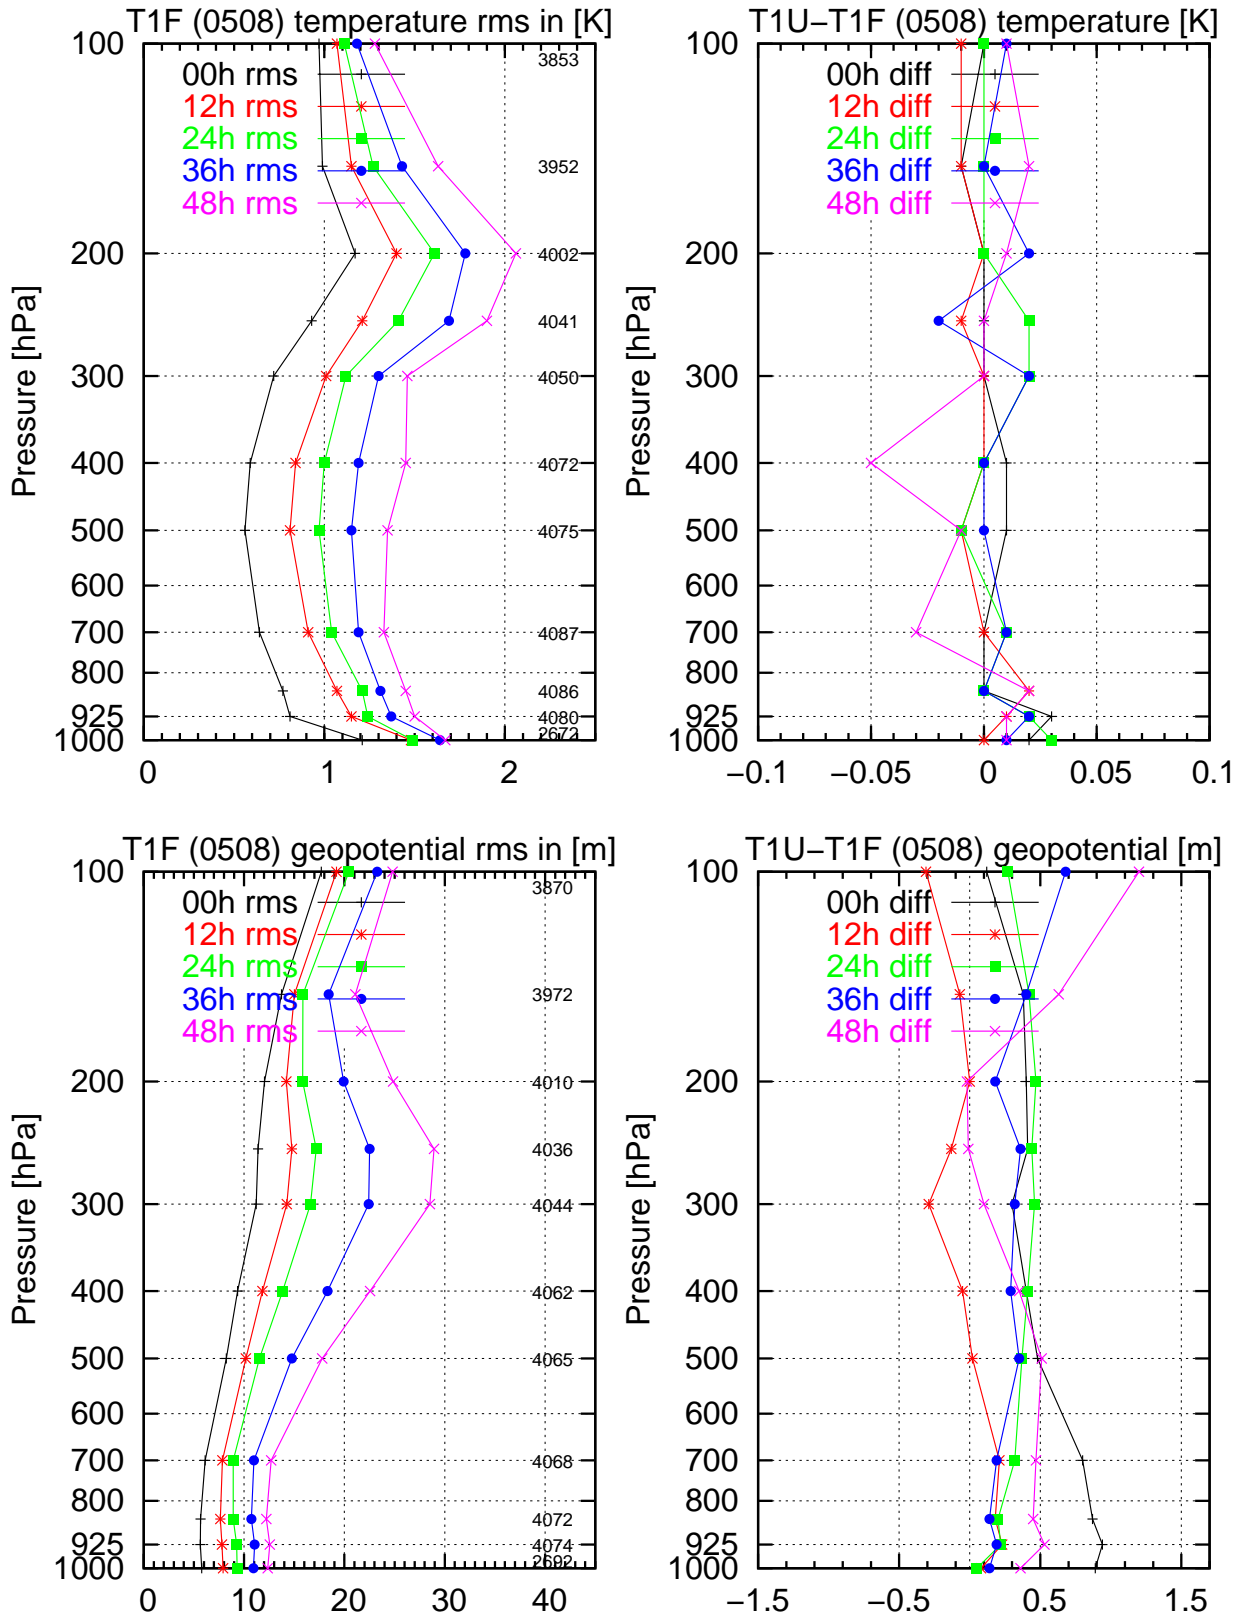 T1F (0508) temperature rms in [K]
100
200
300
400
500
600
700
800
925
1000
Pressure [hPa]
00h rms
12h rms
24h rms
36h rms
48h rms
3853
3952
4002
4041
4050
4072
4075
4087
4086
4080
2673
0 1 2
T1U−T1F (0508) temperature [K]
100
200
300
400
500
600
700
800
925
1000
Pressure [hPa]
00h diff
12h diff
24h diff
36h diff
48h diff
−0.1 −0.05 0 0.05 0.1
T1F (0508) geopotential rms in [m]
100
200
300
400
500
600
700
800
925
1000
Pressure [hPa]
00h rms
12h rms
24h rms
36h rms
48h rms
3870
3972
4010
4036
4044
4062
4065
4068
4072
4074
2692
0 10 20 30 40
T1U−T1F (0508) geopotential [m]
100
200
300
400
500
600
700
800
925
1000
Pressure [hPa]
00h diff
12h diff
24h diff
36h diff
48h diff
−1.5 −0.5 0.5 1.5